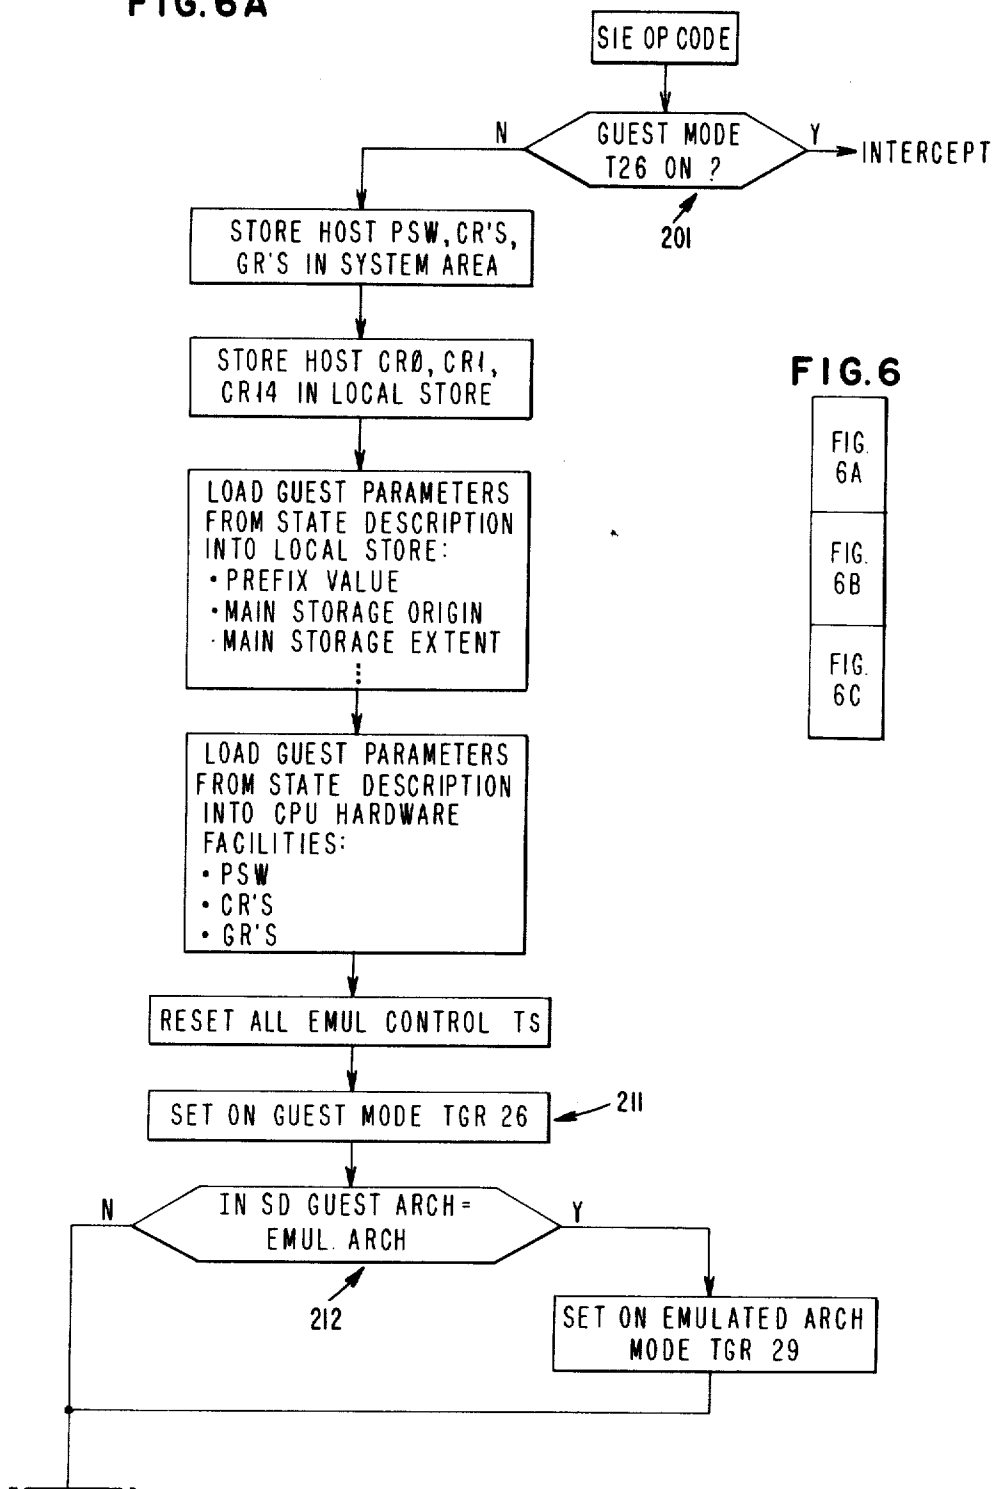 FIG. 6A
SIE OP CODE
GUEST MODE
T26 ON ?
N
Y
INTERCEPT
201
STORE HOST PSW, CR'S,
GR'S IN SYSTEM AREA
STORE HOST CRØ, CR1,
CR14 IN LOCAL STORE
LOAD GUEST PARAMETERS
FROM STATE DESCRIPTION
INTO LOCAL STORE:
• PREFIX VALUE
• MAIN STORAGE ORIGIN
• MAIN STORAGE EXTENT
LOAD GUEST PARAMETERS
FROM STATE DESCRIPTION
INTO CPU HARDWARE
FACILITIES:
• PSW
• CR'S
• GR'S
RESET ALL EMUL CONTROL TS
SET ON GUEST MODE TGR 26
211
IN SD GUEST ARCH =
EMUL. ARCH
N
Y
212
SET ON EMULATED ARCH
MODE TGR 29
FIG. 6
FIG.
6A
FIG.
6B
FIG.
6C